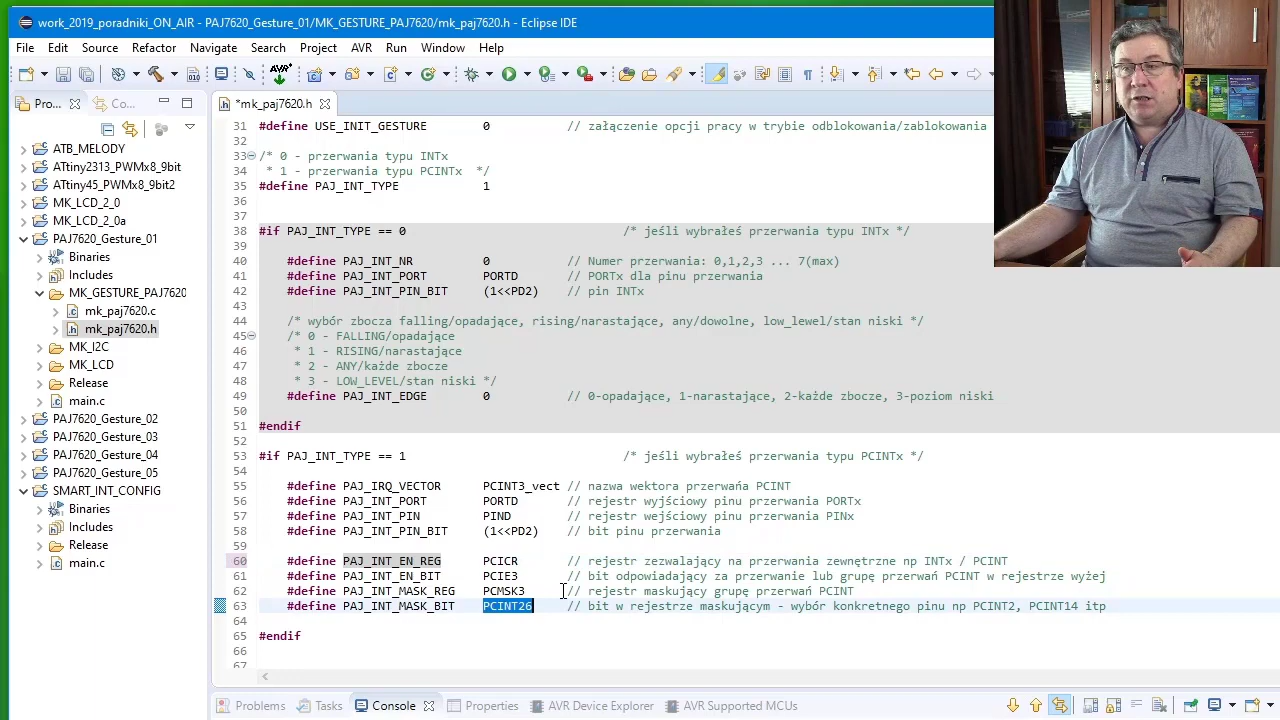 work_2019_poradniki_ON_AIR - PAJ7620_Gesture_01/MK_GESTURE_PAJ7620/mk_paj7620.h - Eclipse IDE
File Edit Source Refactor Navigate Search Project AVR Run Window Help
AVR
Pro... Co... *mk_paj7620.h
ATB_MELODY
ATtiny2313_PWMx8_9bit
ATtiny45_PWMx8_9bit2
MK_LCD_2_0
MK_LCD_2_0a
PAJ7620_Gesture_01
Binaries
Includes
MK_GESTURE_PAJ7620
mk_paj7620.c
mk_paj7620.h
MK_I2C
MK_LCD
Release
main.c
PAJ7620_Gesture_02
PAJ7620_Gesture_03
PAJ7620_Gesture_04
PAJ7620_Gesture_05
SMART_INT_CONFIG
Binaries
Includes
Release
main.c
31 #define USE_INIT_GESTURE 0 // załączenie opcji pracy w trybie odblokowania/zablokowania
32
33 /* 0 - przerwania typu INTx
34 * 1 - przerwania typu PCINTx */
35 #define PAJ_INT_TYPE 1
36
37
38 #if PAJ_INT_TYPE == 0 /* jeśli wybrałeś przerwania typu INTx */
39
40 #define PAJ_INT_NR 0 // Numer przerwania: 0,1,2,3 ... 7(max)
41 #define PAJ_INT_PORT PORTD // PORTx dla pinu przerwania
42 #define PAJ_INT_PIN_BIT (1<<PD2) // pin INTx
43
44 /* wybór zbocza falling/opadające, rising/narastające, any/dowolne, low_lewel/stan niski */
45 /* 0 - FALLING/opadające
46 * 1 - RISING/narastające
47 * 2 - ANY/każde zbocze
48 * 3 - LOW_LEVEL/stan niski */
49 #define PAJ_INT_EDGE 0 // 0-opadające, 1-narastające, 2-każde zbocze, 3-poziom niski
50
51 #endif
52
53 #if PAJ_INT_TYPE == 1 /* jeśli wybrałeś przerwania typu PCINTx */
54
55 #define PAJ_IRQ_VECTOR PCINT3_vect // nazwa wektora przerwańa PCINT
56 #define PAJ_INT_PORT PORTD // rejestr wyjściowy pinu przerwania PORTx
57 #define PAJ_INT_PIN PIND // rejestr wejściowy pinu przerwania PINx
58 #define PAJ_INT_PIN_BIT (1<<PD2) // bit pinu przerwania
59
60 #define PAJ_INT_EN_REG PCICR // rejestr zezwalający na przerwania zewnętrzne np INTx / PCINT
61 #define PAJ_INT_EN_BIT PCIE3 // bit odpowiadający za przerwanie lub grupę przerwań PCINT w rejestrze wyżej
62 #define PAJ_INT_MASK_REG PCMSK3 // rejestr maskujący grupę przerwań PCINT
63 #define PAJ_INT_MASK_BIT PCINT26 // bit w rejestrze maskującym - wybór konkretnego pinu np PCINT2, PCINT14 itp
64
65 #endif
66
67
Problems Tasks Console Properties AVR Device Explorer AVR Supported MCUs